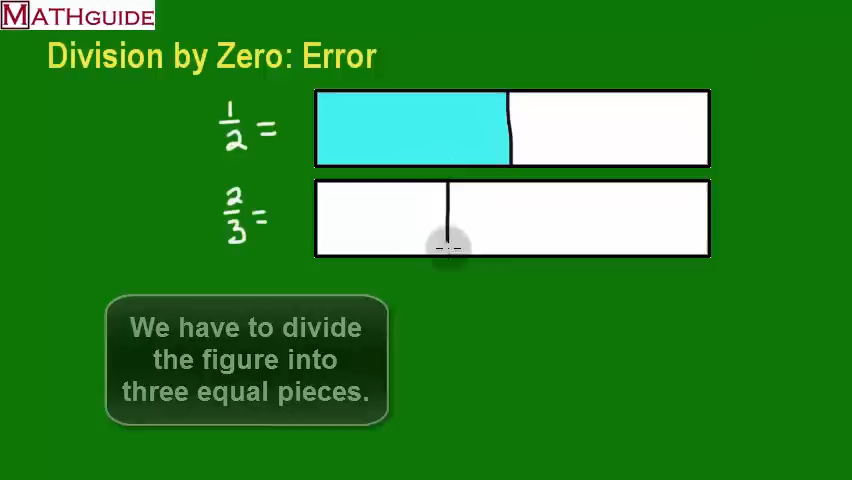 MATHGUIDE
Division by Zero: Error
1/2 =
2/3 =
We have to divide
the figure into
three equal pieces.